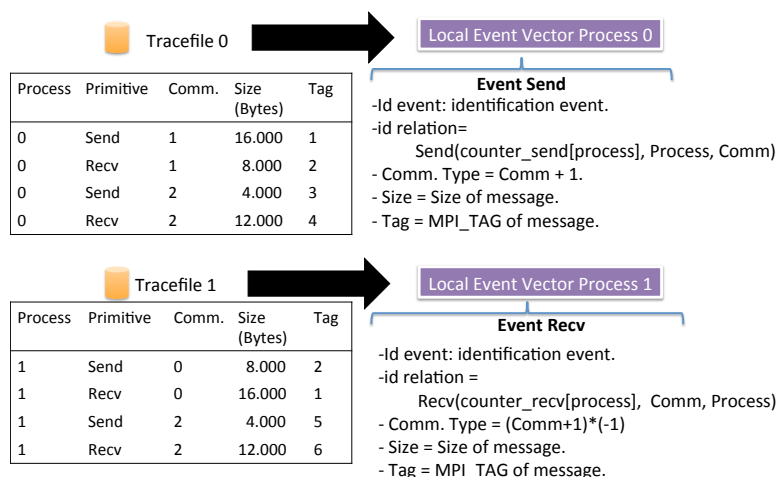 Tracefile 0
Local Event Vector Process 0
Process Primitive Comm. Size (Bytes) Tag
0 Send 1 16.000 1
0 Recv 1 8.000 2
0 Send 2 4.000 3
0 Recv 2 12.000 4
Event Send
-Id event: identification event.
-id relation=
Send(counter_send[process], Process, Comm)
- Comm. Type = Comm + 1.
- Size = Size of message.
- Tag = MPI_TAG of message.
Tracefile 1
Local Event Vector Process 1
Process Primitive Comm. Size (Bytes) Tag
1 Send 0 8.000 2
1 Recv 0 16.000 1
1 Send 2 4.000 5
1 Recv 2 12.000 6
Event Recv
-Id event: identification event.
-id relation =
Recv(counter_recv[process], Comm, Process)
- Comm. Type = (Comm+1)*(-1)
- Size = Size of message.
- Tag = MPI_TAG of message.